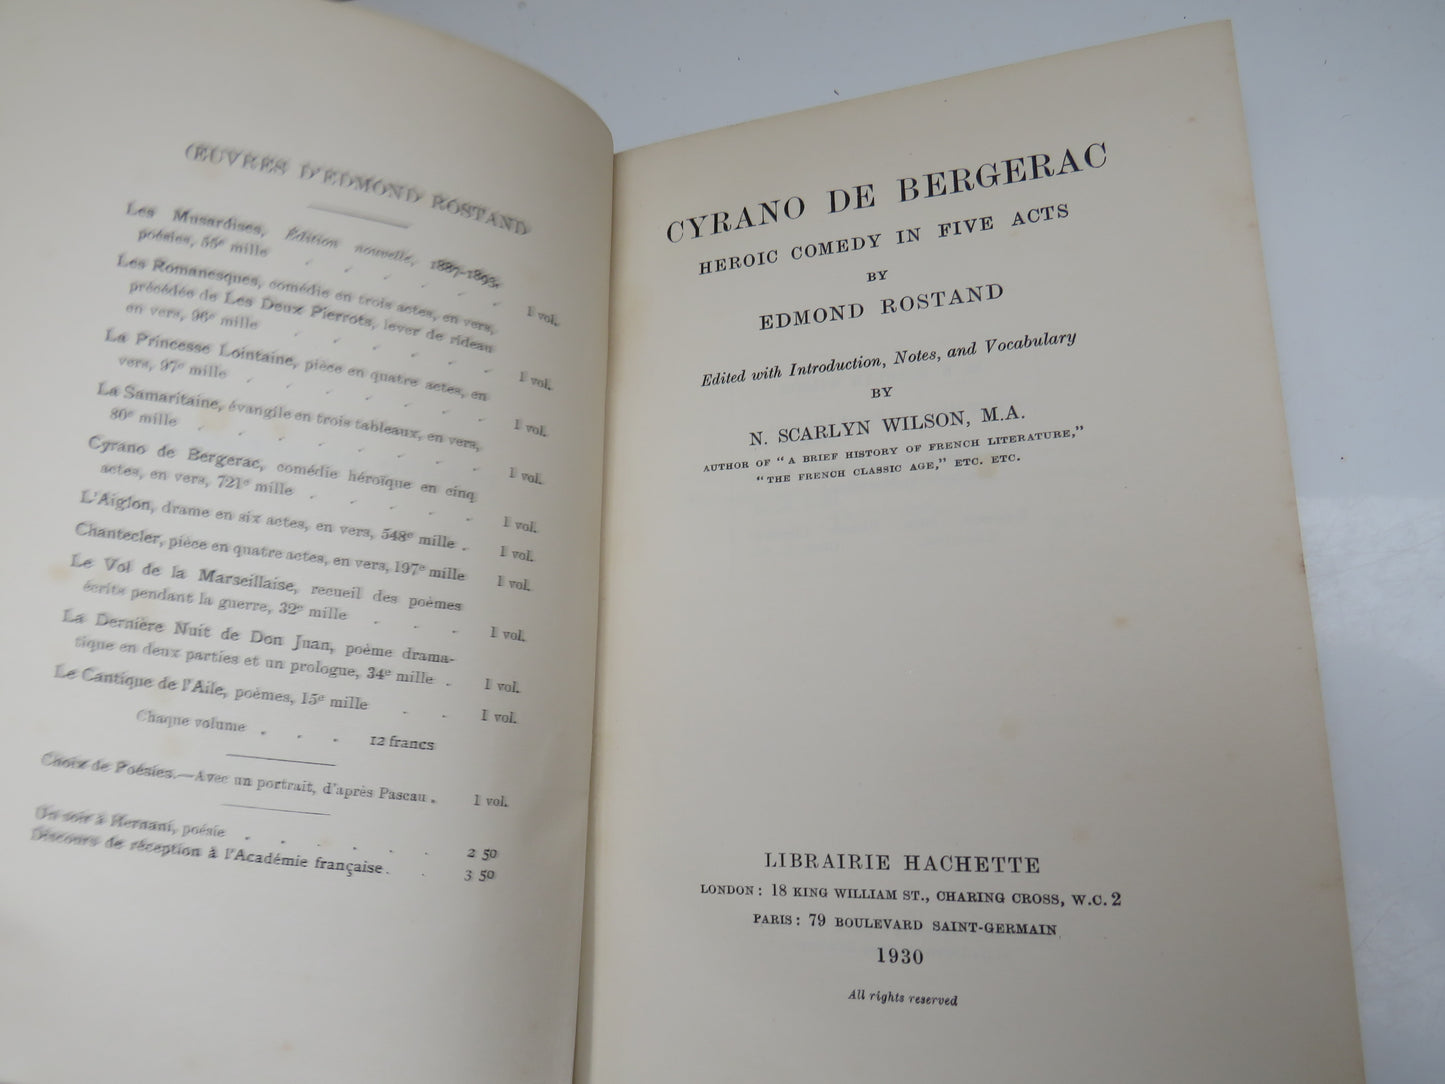 ŒUVRES D'EDMOND ROSTAND
Les Musardises, Édition nouvelle, 1887-1893,
poésies, 55e mille . . . . . 1 vol.
Les Romanesques, comédie en trois actes, en vers,
précédée de Les Deux Pierrots, lever de rideau
en vers, 96e mille . . . . . 1 vol.
La Princesse Lointaine, pièce en quatre actes, en
vers, 97e mille . . . . . . 1 vol.
La Samaritaine, évangile en trois tableaux, en vers,
80e mille . . . . . . . 1 vol.
Cyrano de Bergerac, comédie héroïque en cinq
actes, en vers, 721e mille . . . . 1 vol.
L'Aiglon, drame en six actes, en vers, 548e mille . 1 vol.
Chantecler, pièce en quatre actes, en vers, 197e mille 1 vol.
Le Vol de la Marseillaise, recueil des poèmes
écrits pendant la guerre, 32e mille . . . 1 vol.
La Dernière Nuit de Don Juan, poème drama-
tique en deux parties et un prologue, 34e mille . 1 vol.
Le Cantique de l'Aile, poèmes, 15e mille . . 1 vol.
Chaque volume . . . 12 francs
Choix de Poésies.—Avec un portrait, d'après Pascau . 1 vol.
Un soir à Hernani, poésie . . . . . . 2 50
Discours de réception à l'Académie française . . 3 50
CYRANO DE BERGERAC
HEROIC COMEDY IN FIVE ACTS
BY
EDMOND ROSTAND
Edited with Introduction, Notes, and Vocabulary
BY
N. SCARLYN WILSON, M.A.
AUTHOR OF "A BRIEF HISTORY OF FRENCH LITERATURE,"
"THE FRENCH CLASSIC AGE," ETC. ETC.
LIBRAIRIE HACHETTE
LONDON: 18 KING WILLIAM ST., CHARING CROSS, W.C. 2
PARIS: 79 BOULEVARD SAINT-GERMAIN
1930
All rights reserved